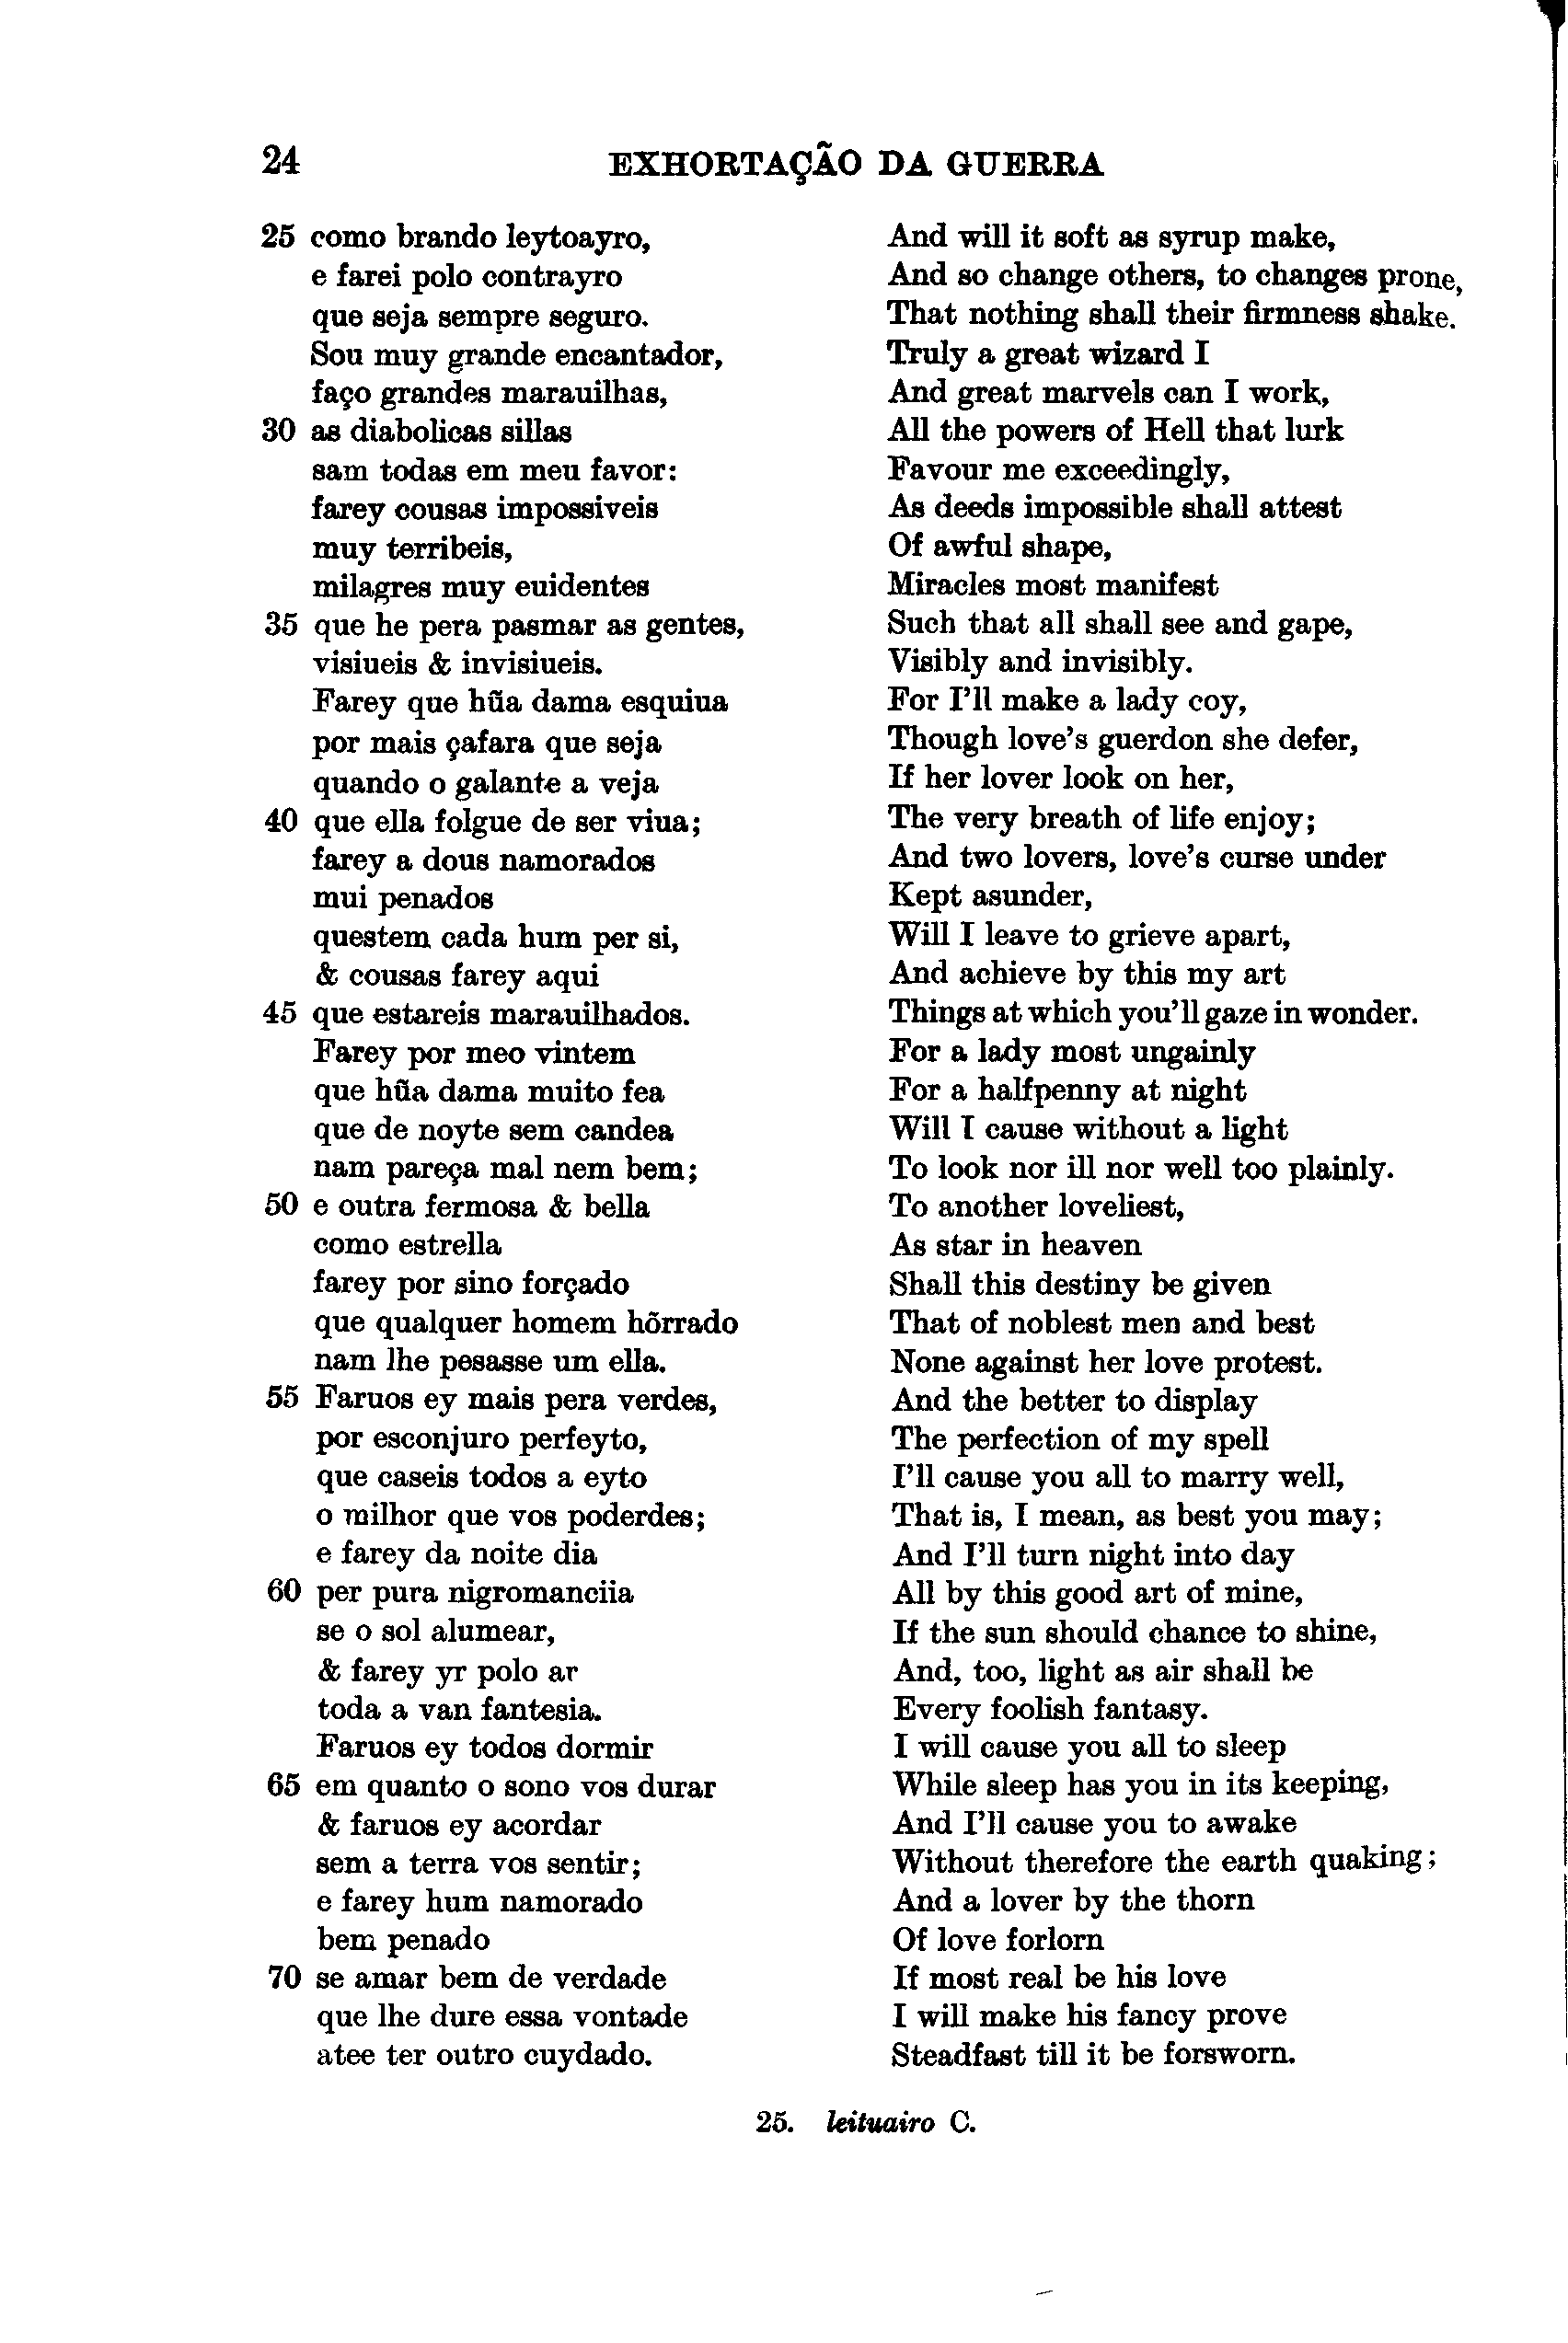 24 EXHORTAÇÃO DA GUERRA
25 como brando leytoayro,
e farei polo contrayro
que seja sempre seguro.
Sou muy grande encantador,
faço grandes marauilhas,
30 as diabolicas sillas
sam todas em meu favor:
farey cousas impossiveis
muy terribeis,
milagres muy euidentes
35 que he pera pasmar as gentes,
visiueis & invisiueis.
Farey que hũa dama esquiua
por mais çafara que seja
quando o galante a veja
40 que ella folgue de ser viua;
farey a dous namorados
mui penados
questem cada hum per si,
& cousas farey aqui
45 que estareis marauilhados.
Farey por meo vintem
que hũa dama muito fea
que de noyte sem candea
nam pareça mal nem bem;
50 e outra fermosa & bella
como estrella
farey por sino forçado
que qualquer homem hõrrado
nam lhe pesasse um ella.
55 Faruos ey mais pera verdes,
por esconjuro perfeyto,
que caseis todos a eyto
o milhor que vos poderdes;
e farey da noite dia
60 per pura nigromanciia
se o sol alumear,
& farey yr polo ar
toda a van fantesia.
Faruos ey todos dormir
65 em quanto o sono vos durar
& faruos ey acordar
sem a terra vos sentir;
e farey hum namorado
bem penado
70 se amar bem de verdade
que lhe dure essa vontade
atee ter outro cuydado.
And will it soft as syrup make,
And so change others, to changes prone,
That nothing shall their firmness shake.
Truly a great wizard I
And great marvels can I work,
All the powers of Hell that lurk
Favour me exceedingly,
As deeds impossible shall attest
Of awful shape,
Miracles most manifest
Such that all shall see and gape,
Visibly and invisibly.
For I'll make a lady coy,
Though love's guerdon she defer,
If her lover look on her,
The very breath of life enjoy;
And two lovers, love's curse under
Kept asunder,
Will I leave to grieve apart,
And achieve by this my art
Things at which you'll gaze in wonder.
For a lady most ungainly
For a halfpenny at night
Will I cause without a light
To look nor ill nor well too plainly.
To another loveliest,
As star in heaven
Shall this destiny be given
That of noblest men and best
None against her love protest.
And the better to display
The perfection of my spell
I'll cause you all to marry well,
That is, I mean, as best you may;
And I'll turn night into day
All by this good art of mine,
If the sun should chance to shine,
And, too, light as air shall be
Every foolish fantasy.
I will cause you all to sleep
While sleep has you in its keeping,
And I'll cause you to awake
Without therefore the earth quaking;
And a lover by the thorn
Of love forlorn
If most real be his love
I will make his fancy prove
Steadfast till it be forsworn.
25. leituairo C.